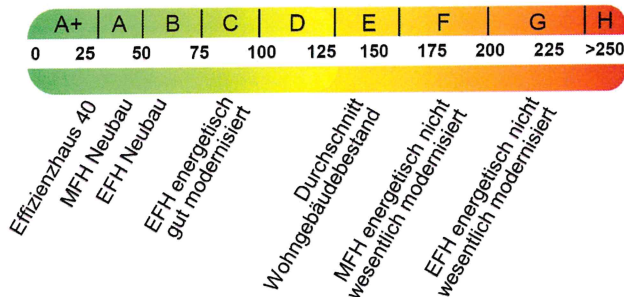 A+ A B C D E F G H
0 25 50 75 100 125 150 175 200 225 >250
Effizienzhaus 40
MFH Neubau
EFH Neubau
EFH energetisch
gut modernisiert
Durchschnitt
Wohngebäudebestand
MFH energetisch nicht
wesentlich modernisiert
EFH energetisch nicht
wesentlich modernisiert